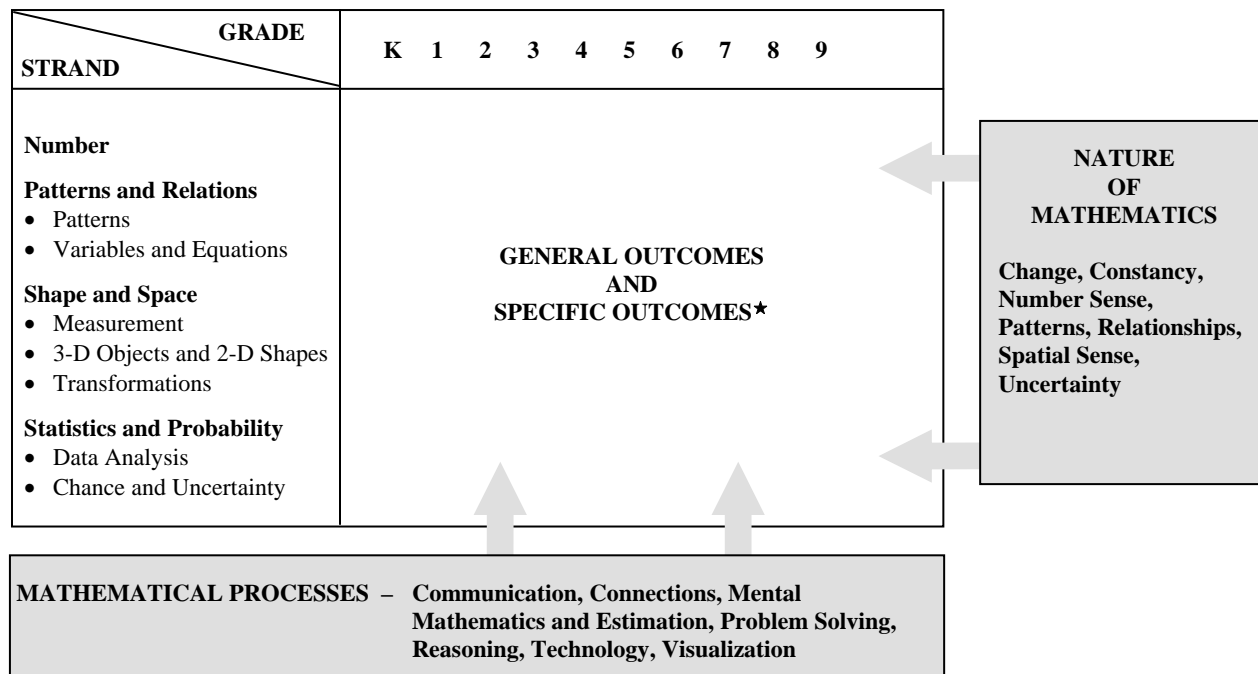 GRADE
STRAND
K 1 2 3 4 5 6 7 8 9
Number
Patterns and Relations
• Patterns
• Variables and Equations
Shape and Space
• Measurement
• 3-D Objects and 2-D Shapes
• Transformations
Statistics and Probability
• Data Analysis
• Chance and Uncertainty
GENERAL OUTCOMES
AND
SPECIFIC OUTCOMES★
NATURE
OF
MATHEMATICS
Change, Constancy,
Number Sense,
Patterns, Relationships,
Spatial Sense,
Uncertainty
MATHEMATICAL PROCESSES – Communication, Connections, Mental
Mathematics and Estimation, Problem Solving,
Reasoning, Technology, Visualization